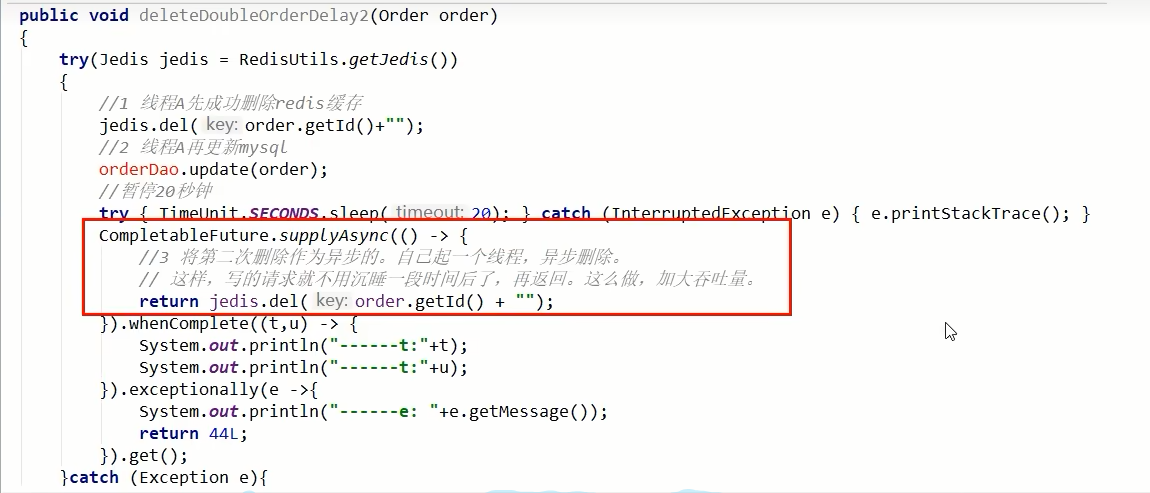 public void deleteDoubleOrderDelay2(Order order)
{
try(Jedis jedis = RedisUtils.getJedis())
{
//1 线程A先成功删除redis缓存
jedis.del( key: order.getId()+"");
//2 线程A再更新mysql
orderDao.update(order);
//暂停20秒钟
try { TimeUnit.SECONDS.sleep( timeout: 20); } catch (InterruptedException e) { e.printStackTrace(); }
CompletableFuture.supplyAsync(() -> {
//3 将第二次删除作为异步的。自己起一个线程，异步删除。
// 这样，写的请求就不用沉睡一段时间后了，再返回。这么做，加大吞吐量。
return jedis.del( key: order.getId() + "");
}).whenComplete((t,u) -> {
System.out.println("------t:"+t);
System.out.println("------t:"+u);
}).exceptionally(e ->{
System.out.println("------e: "+e.getMessage());
return 44L;
}).get();
}catch (Exception e){